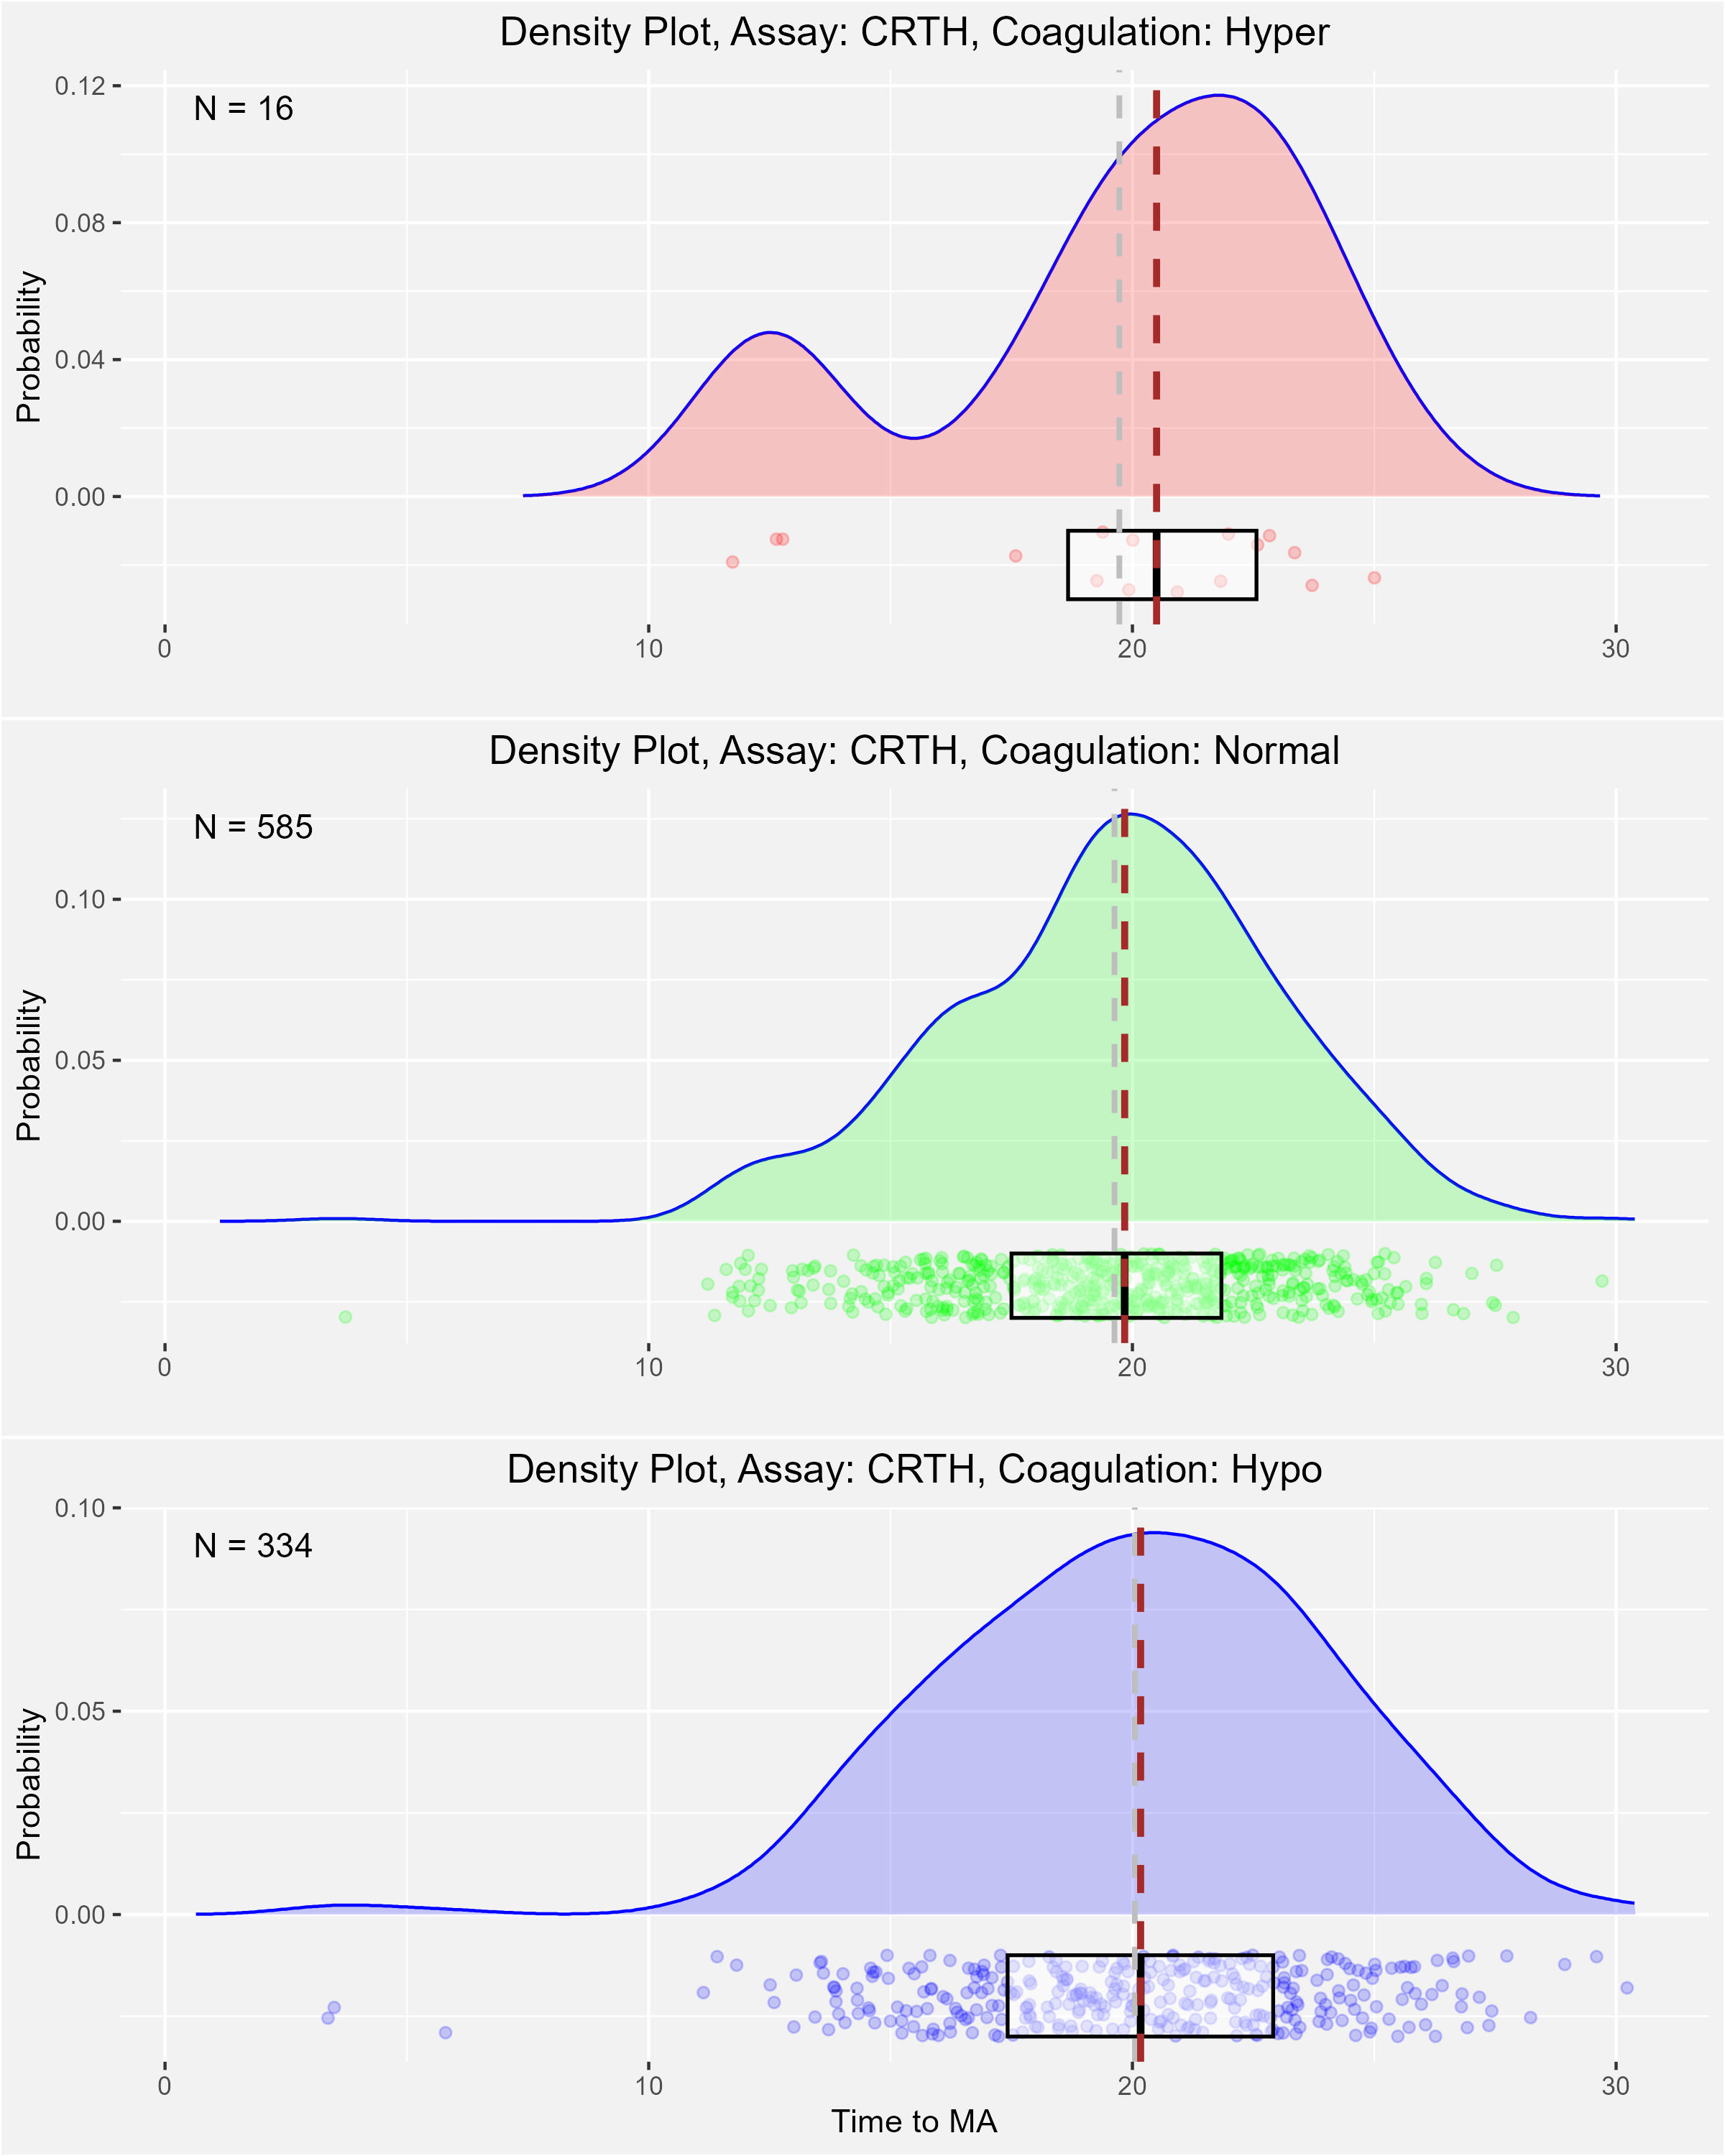 Density Plot, Assay: CRTH, Coagulation: Hyper
0.12
N = 16
0.08
0.04
0.00
Probability
0 10 20 30
Density Plot, Assay: CRTH, Coagulation: Normal
N = 585
0.10
0.05
0.00
Probability
0 10 20 30
Density Plot, Assay: CRTH, Coagulation: Hypo
0.10
N = 334
0.05
0.00
Probability
0 10 20 30
Time to MA